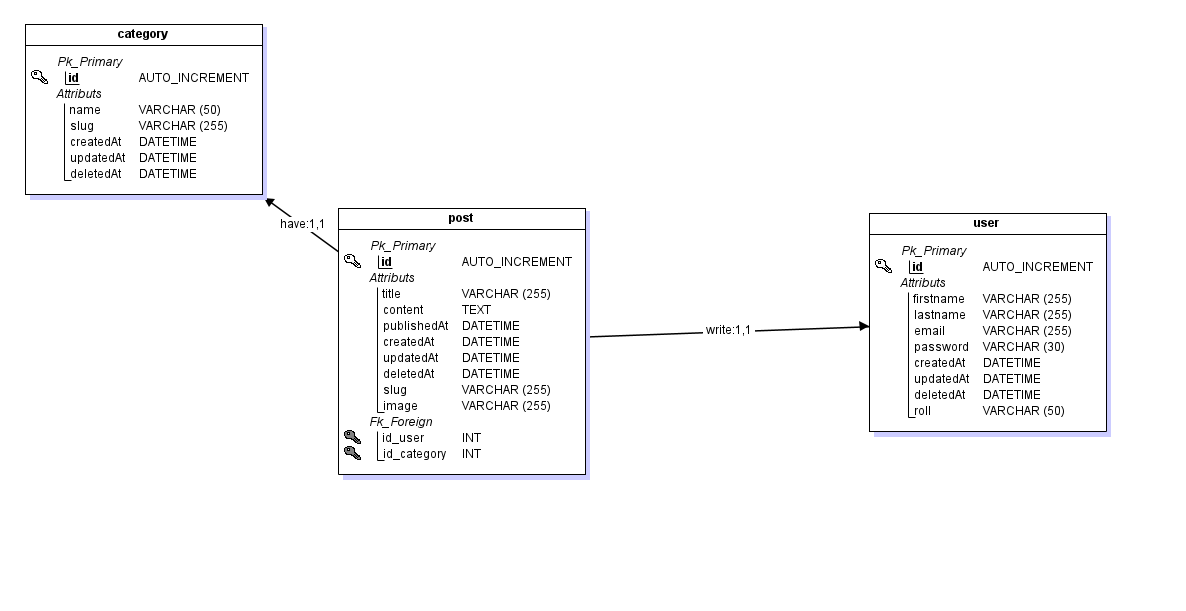 category
Pk_Primary
id AUTO_INCREMENT
Attributs
name VARCHAR (50)
slug VARCHAR (255)
createdAt DATETIME
updatedAt DATETIME
deletedAt DATETIME
have:1,1
post
Pk_Primary
id AUTO_INCREMENT
Attributs
title VARCHAR (255)
content TEXT
publishedAt DATETIME
createdAt DATETIME
updatedAt DATETIME
deletedAt DATETIME
slug VARCHAR (255)
image VARCHAR (255)
Fk_Foreign
id_user INT
id_category INT
write:1,1
user
Pk_Primary
id AUTO_INCREMENT
Attributs
firstname VARCHAR (255)
lastname VARCHAR (255)
email VARCHAR (255)
password VARCHAR (30)
createdAt DATETIME
updatedAt DATETIME
deletedAt DATETIME
roll VARCHAR (50)